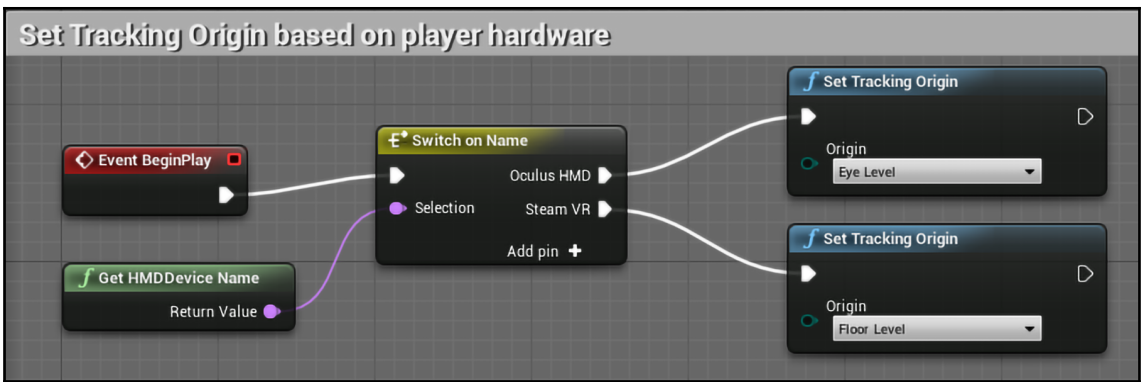 Set Tracking Origin based on player hardware
Event BeginPlay
Get HMDDevice Name
Return Value
Switch on Name
Oculus HMD
Selection
Steam VR
Add pin
Set Tracking Origin
Origin
Eye Level
Set Tracking Origin
Origin
Floor Level